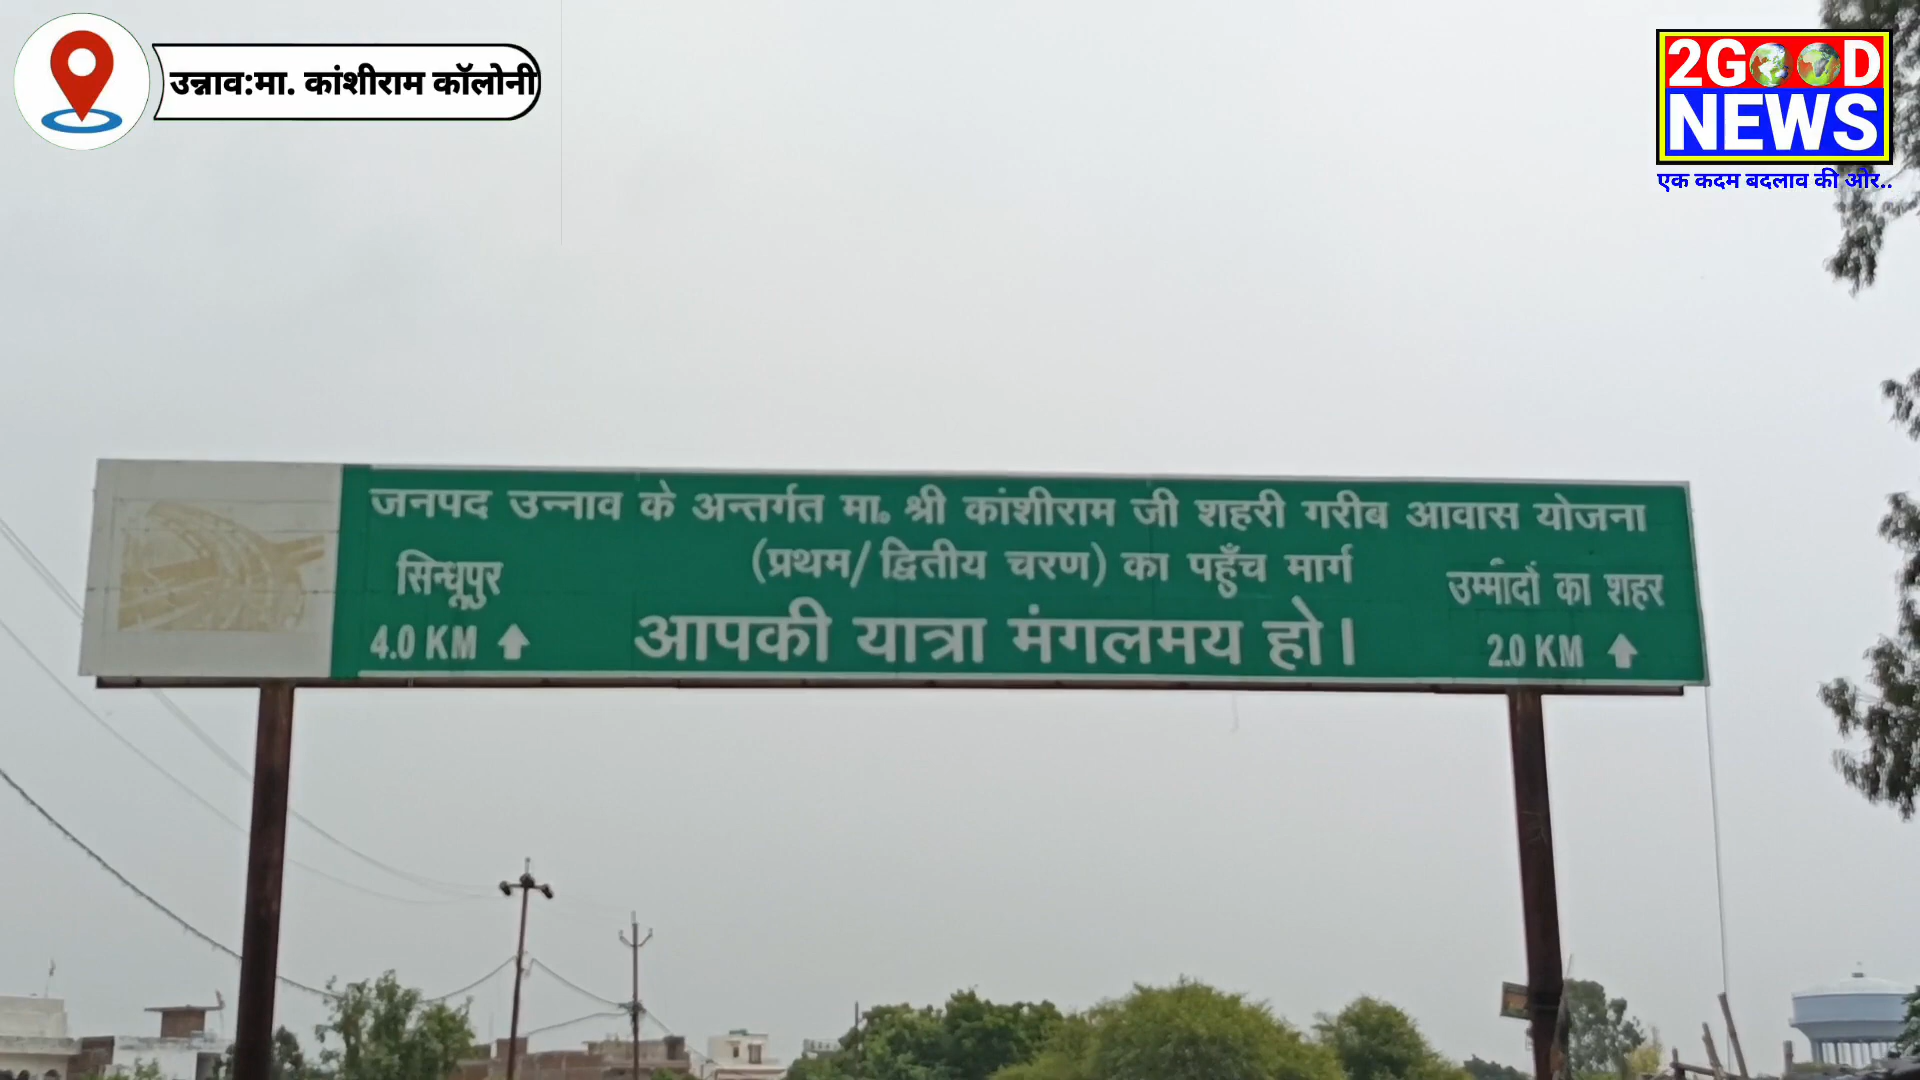 उन्नाव:मा. कांशीराम कॉलोनी
2GOOD
NEWS
एक कदम बदलाव की ओर..
जनपद उन्नाव के अन्तर्गत मा. श्री कांशीराम जी शहरी गरीब आवास योजना
(प्रथम/द्वितीय चरण) का पहुँच मार्ग
सिन्धूपुर
4.0 KM
आपकी यात्रा मंगलमय हो।
उम्मीदों का शहर
2.0 KM